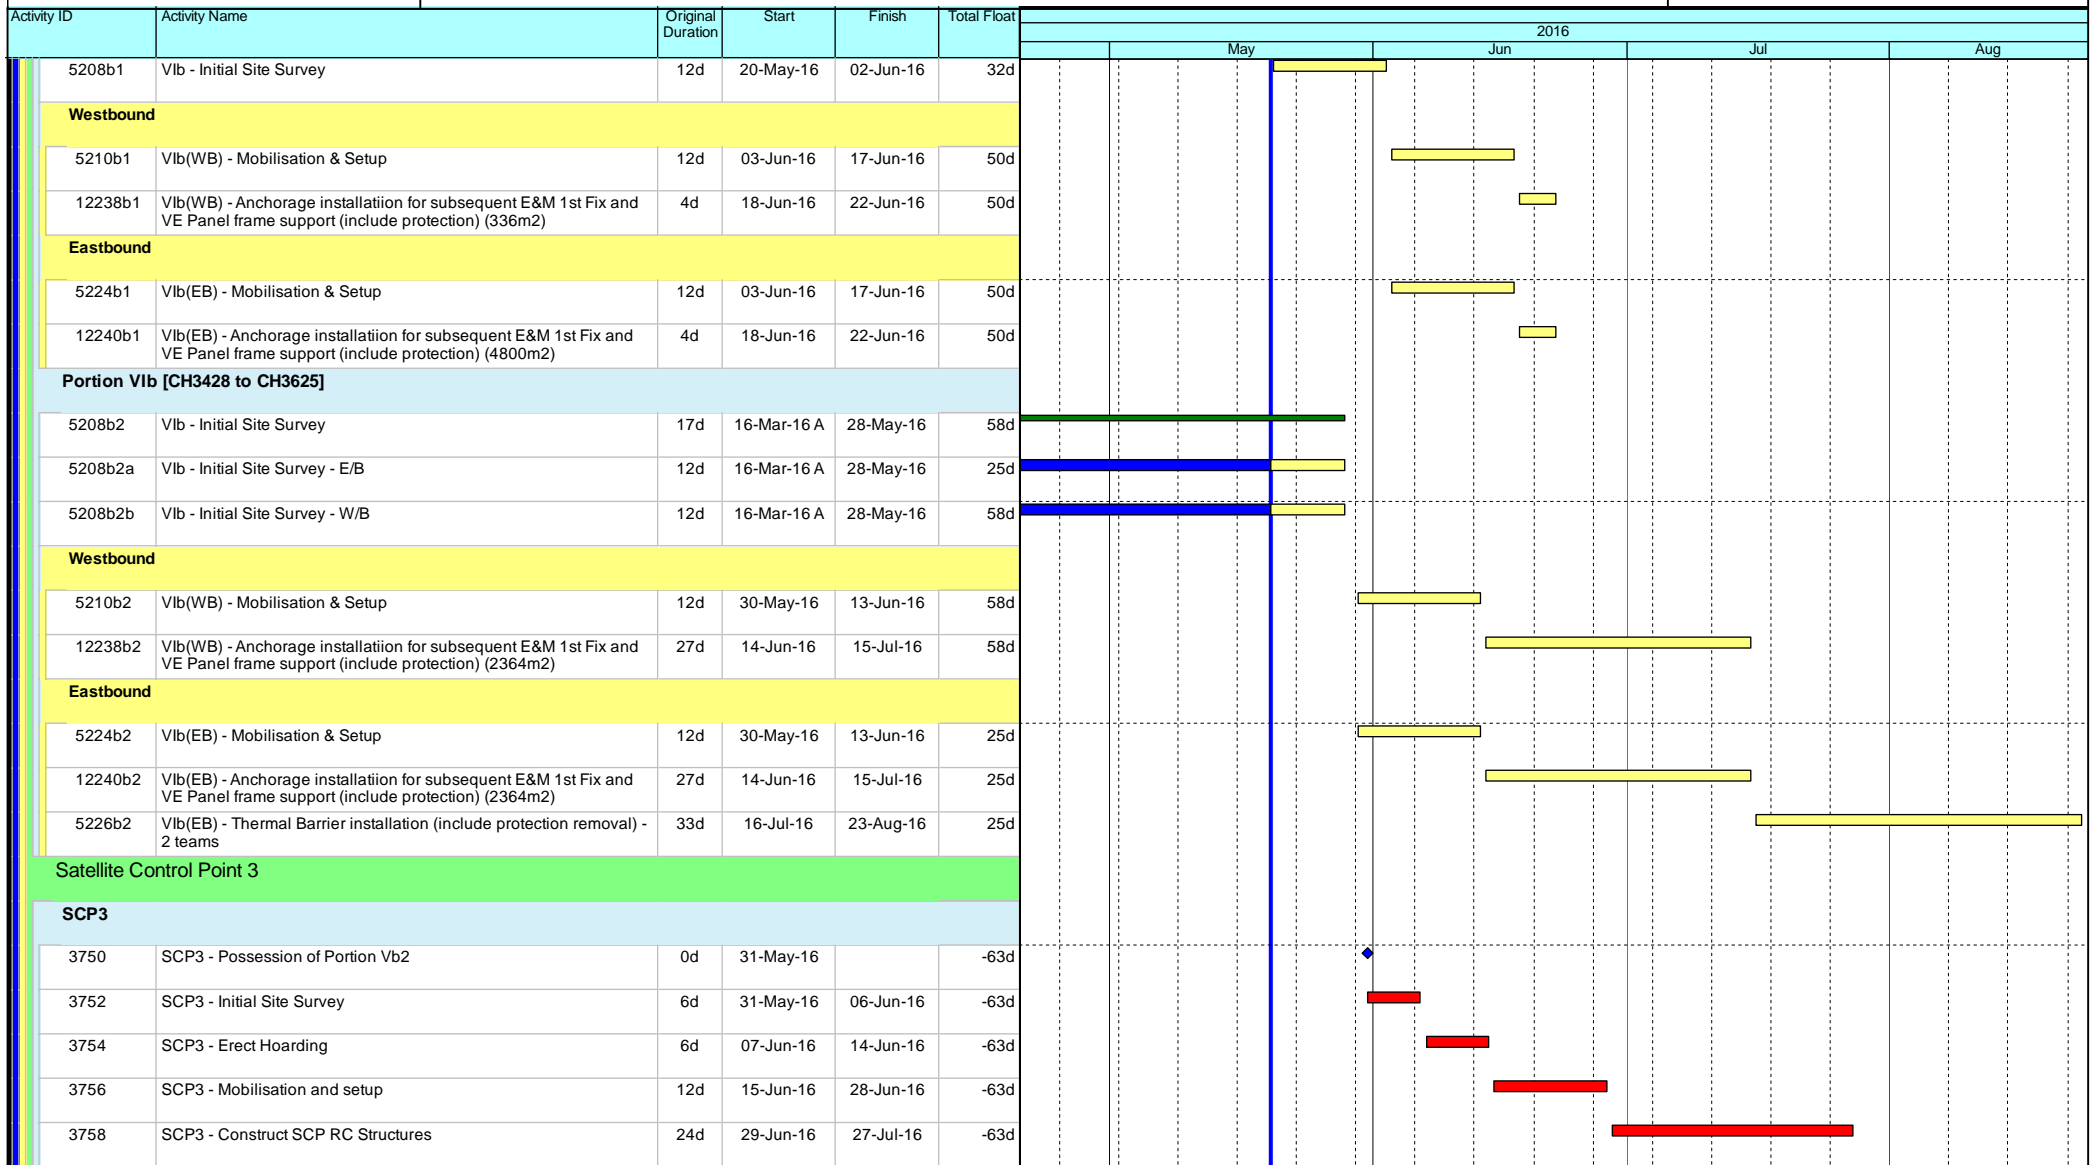 Activity ID Activity Name Original Duration Start Finish Total Float
2016
May Jun Jul Aug
5208b1 VIb - Initial Site Survey 12d 20-May-16 02-Jun-16 32d
Westbound
5210b1 VIb(WB) - Mobilisation & Setup 12d 03-Jun-16 17-Jun-16 50d
12238b1 VIb(WB) - Anchorage installatiion for subsequent E&M 1st Fix and 4d 18-Jun-16 22-Jun-16 50d
VE Panel frame support (include protection) (336m2)
Eastbound
5224b1 VIb(EB) - Mobilisation & Setup 12d 03-Jun-16 17-Jun-16 50d
12240b1 VIb(EB) - Anchorage installatiion for subsequent E&M 1st Fix and 4d 18-Jun-16 22-Jun-16 50d
VE Panel frame support (include protection) (4800m2)
Portion VIb [CH3428 to CH3625]
5208b2 VIb - Initial Site Survey 17d 16-Mar-16 A 28-May-16 58d
5208b2a VIb - Initial Site Survey - E/B 12d 16-Mar-16 A 28-May-16 25d
5208b2b VIb - Initial Site Survey - W/B 12d 16-Mar-16 A 28-May-16 58d
Westbound
5210b2 VIb(WB) - Mobilisation & Setup 12d 30-May-16 13-Jun-16 58d
12238b2 VIb(WB) - Anchorage installatiion for subsequent E&M 1st Fix and 27d 14-Jun-16 15-Jul-16 58d
VE Panel frame support (include protection) (2364m2)
Eastbound
5224b2 VIb(EB) - Mobilisation & Setup 12d 30-May-16 13-Jun-16 25d
12240b2 VIb(EB) - Anchorage installatiion for subsequent E&M 1st Fix and 27d 14-Jun-16 15-Jul-16 25d
VE Panel frame support (include protection) (2364m2)
5226b2 VIb(EB) - Thermal Barrier installation (include protection removal) - 33d 16-Jul-16 23-Aug-16 25d
2 teams
Satellite Control Point 3
SCP3
3750 SCP3 - Possession of Portion Vb2 0d 31-May-16 -63d
3752 SCP3 - Initial Site Survey 6d 31-May-16 06-Jun-16 -63d
3754 SCP3 - Erect Hoarding 6d 07-Jun-16 14-Jun-16 -63d
3756 SCP3 - Mobilisation and setup 12d 15-Jun-16 28-Jun-16 -63d
3758 SCP3 - Construct SCP RC Structures 24d 29-Jun-16 27-Jul-16 -63d